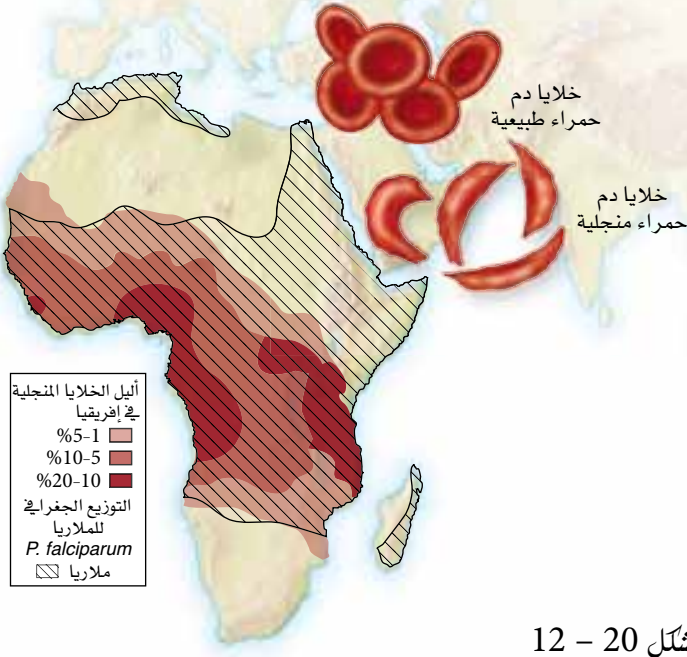 خلايا دم
حمراء طبيعية
خلايا دم
حمراء منجلية
أليل الخلايا المنجلية
في إفريقيا
%5-1
%10-5
%20-10
التوزيع الجغرافي
للملاريا
P. falciparum
ملاريا
شكل 20 – 12